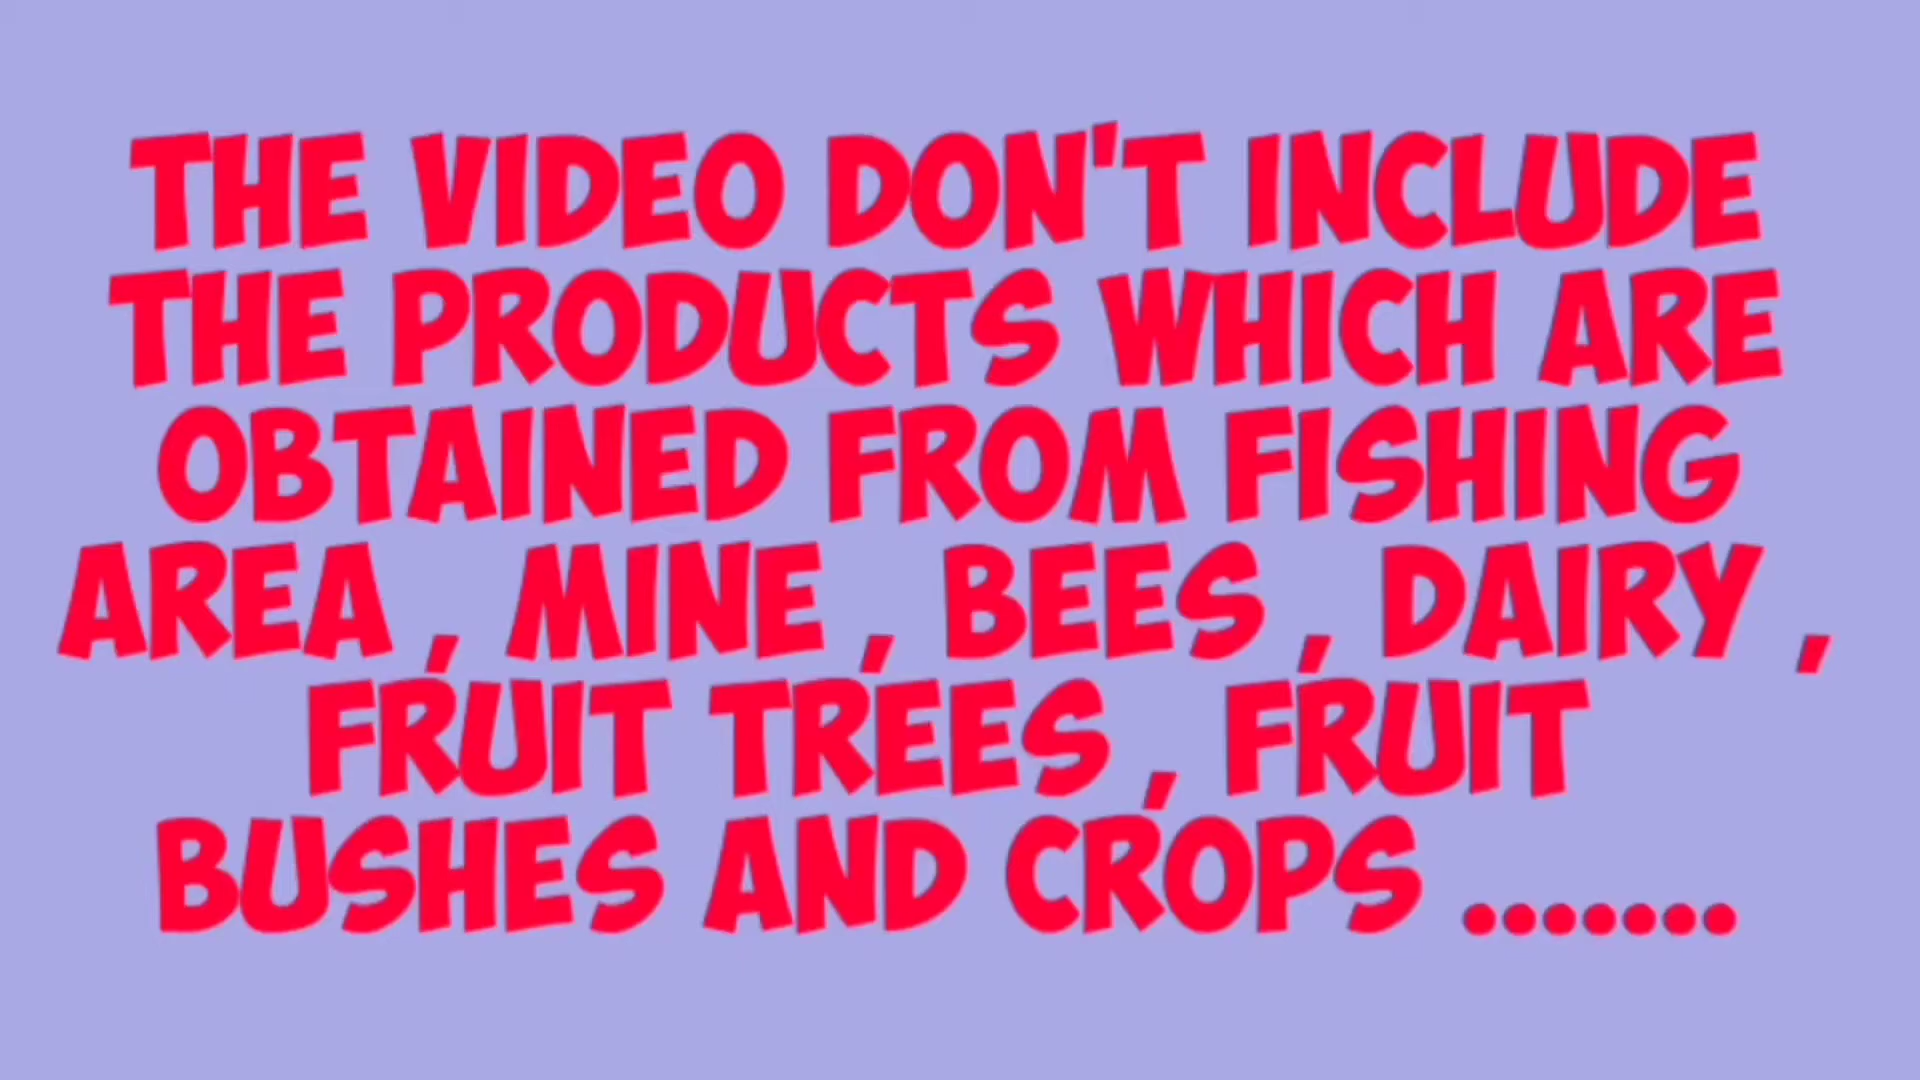 THE VIDEO DON'T INCLUDE
THE PRODUCTS WHICH ARE
OBTAINED FROM FISHING
AREA , MINE , BEES , DAIRY ,
FRUIT TREES , FRUIT
BUSHES AND CROPS .......